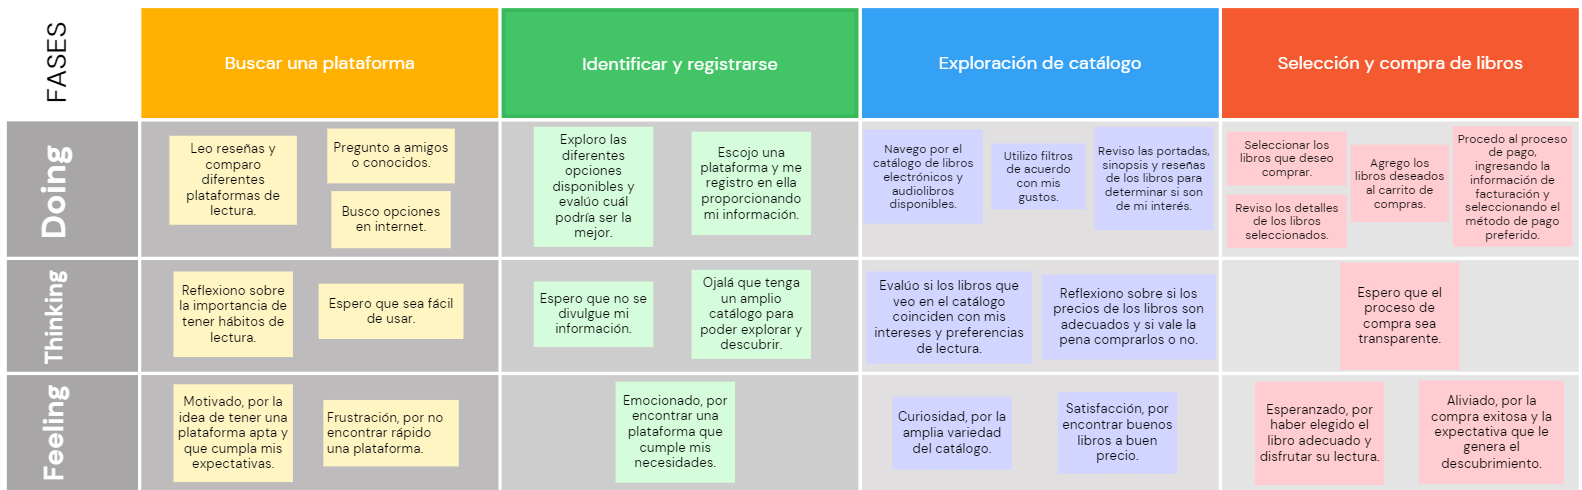 FASES
Buscar una plataforma
Identificar y registrarse
Exploración de catálogo
Selección y compra de libros
Doing
Leo reseñas y
comparo
diferentes
plataformas de
lectura.
Pregunto a amigos
o conocidos.
Busco opciones
en internet.
Exploro las
diferentes
opciones
disponibles y
evalúo cuál
podría ser la
mejor.
Escojo una
plataforma y me
registro en ella
proporcionando
mi información.
Navego por el
catálogo de libros
electrónicos y
audiolibros
disponibles.
Utilizo filtros
de acuerdo
con mis
gustos.
Reviso las portadas,
sinopsis y reseñas
de los libros para
determinar si son
de mi interés.
Seleccionar los
libros que deseo
comprar.
Reviso los detalles
de los libros
seleccionados.
Agrego los
libros deseados
al carrito de
compras.
Procedo al proceso
de pago,
ingresando la
información de
facturación y
seleccionando el
método de pago
preferido.
Thinking
Reflexiono sobre
la importancia de
tener hábitos de
lectura.
Espero que sea fácil
de usar.
Espero que no se
divulgue mi
información.
Ojalá que tenga
un amplio
catálogo para
poder explorar y
descubrir.
Evalúo si los libros que
veo en el catálogo
coinciden con mis
intereses y preferencias
de lectura.
Reflexiono sobre si los
precios de los libros son
adecuados y si vale la
pena comprarlos o no.
Espero que el
proceso de
compra sea
transparente.
Feeling
Motivado, por la
idea de tener una
plataforma apta y
que cumpla mis
expectativas.
Frustración, por no
encontrar rápido
una plataforma.
Emocionado, por
encontrar una
plataforma que
cumple mis
necesidades.
Curiosidad, por la
amplia variedad
del catálogo.
Satisfacción, por
encontrar buenos
libros a buen
precio.
Esperanzado, por
haber elegido el
libro adecuado y
disfrutar su lectura.
Aliviado, por la
compra exitosa y la
expectativa que le
genera el
descubrimiento.